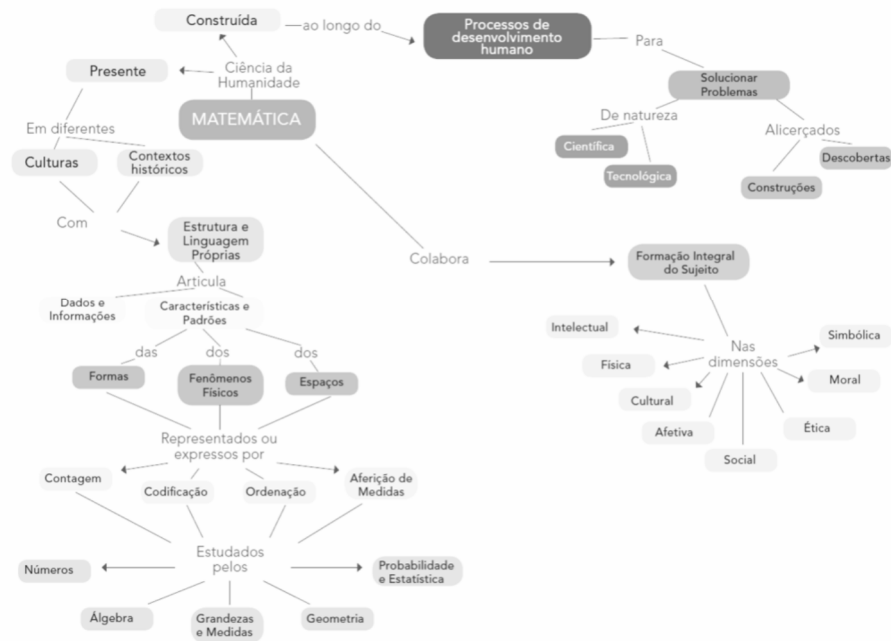 Construída
ao longo do
Processos de
desenvolvimento
humano
Para
Solucionar
Problemas
De natureza
Científica
Tecnológica
Alicerçados
Descobertas
Construções
Presente
Ciência da
Humanidade
MATEMÁTICA
Em diferentes
Culturas
Contextos
históricos
Com
Estrutura e
Linguagem
Próprias
Articula
Dados e
Informações
Características e
Padrões
das
dos
dos
Formas
Fenômenos
Físicos
Espaços
Representados ou
expressos por
Contagem
Codificação
Ordenação
Aferição de
Medidas
Estudados
pelos
Números
Álgebra
Grandezas
e Medidas
Geometria
Probabilidade
e Estatística
Colabora
Formação Integral
do Sujeito
Nas
dimensões
Intelectual
Física
Cultural
Afetiva
Social
Ética
Moral
Simbólica